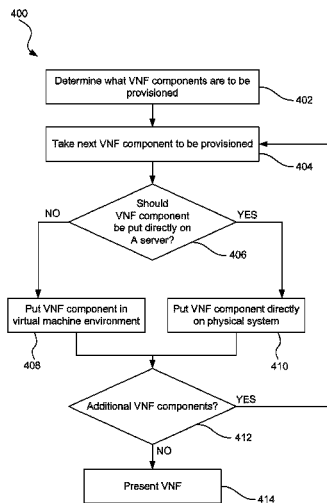 400
Determine what VNF components are to be
provisioned
402
Take next VNF component to be provisioned
404
Should
VNF component
be put directly on
A server?
NO
YES
406
Put VNF component in
virtual machine environment
408
Put VNF component directly
on physical system
410
Additional VNF components?
YES
412
NO
Present VNF
414